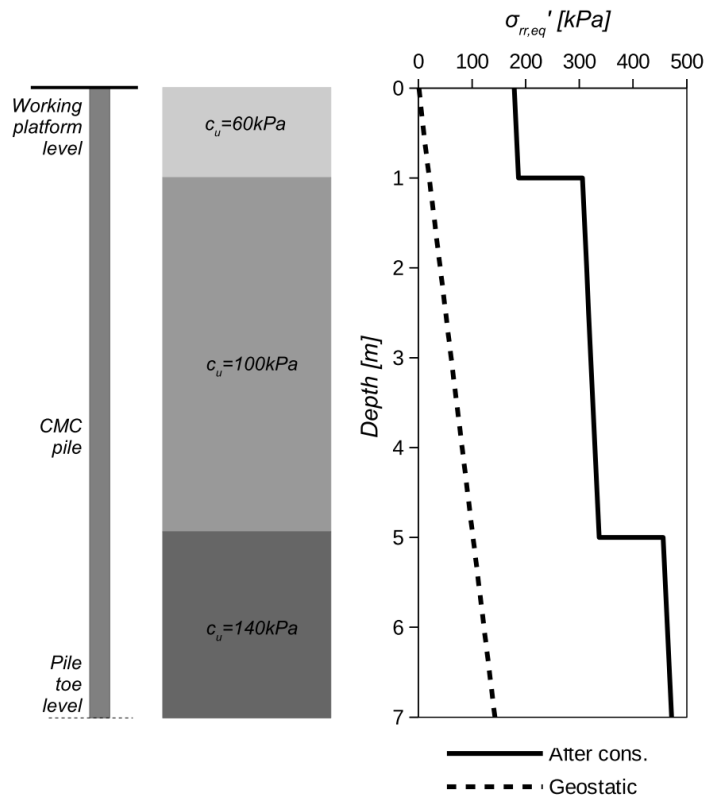 σrr,eq' [kPa]
0 100 200 300 400 500
Working
platform
level
CMC
pile
Pile
toe
level
cu=60kPa
cu=100kPa
cu=140kPa
Depth [m]
0
1
2
3
4
5
6
7
After cons.
Geostatic